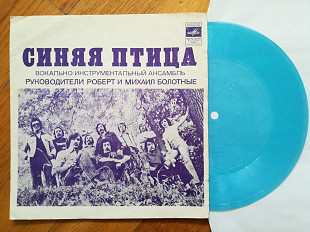 СИНЯЯ ПТИЦА
ВОКАЛЬНО-ИНСТРУМЕНТАЛЬНЫЙ АНСАМБЛЬ
РУКОВОДИТЕЛИ РОБЕРТ И МИХАИЛ БОЛОТНЫЕ